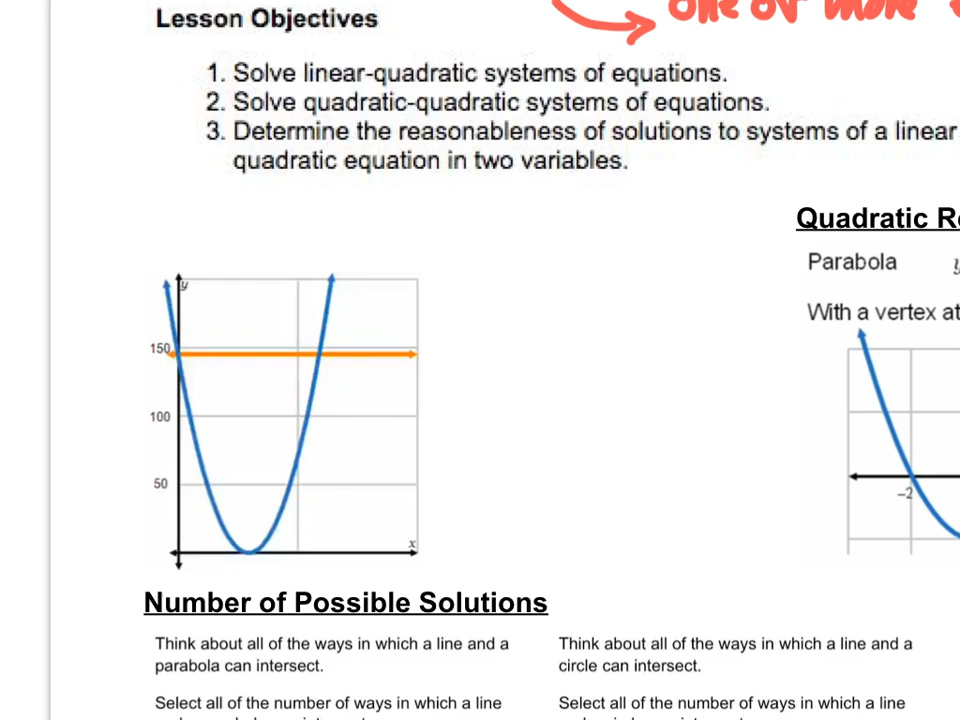 Lesson Objectives
one or more
1. Solve linear-quadratic systems of equations.
2. Solve quadratic-quadratic systems of equations.
3. Determine the reasonableness of solutions to systems of a linear
quadratic equation in two variables.
Quadratic
Parabola
With a vertex at
y
150
100
50
x
-2
Number of Possible Solutions
Think about all of the ways in which a line and a
parabola can intersect.
Select all of the number of ways in which a line
Think about all of the ways in which a line and a
circle can intersect.
Select all of the number of ways in which a line